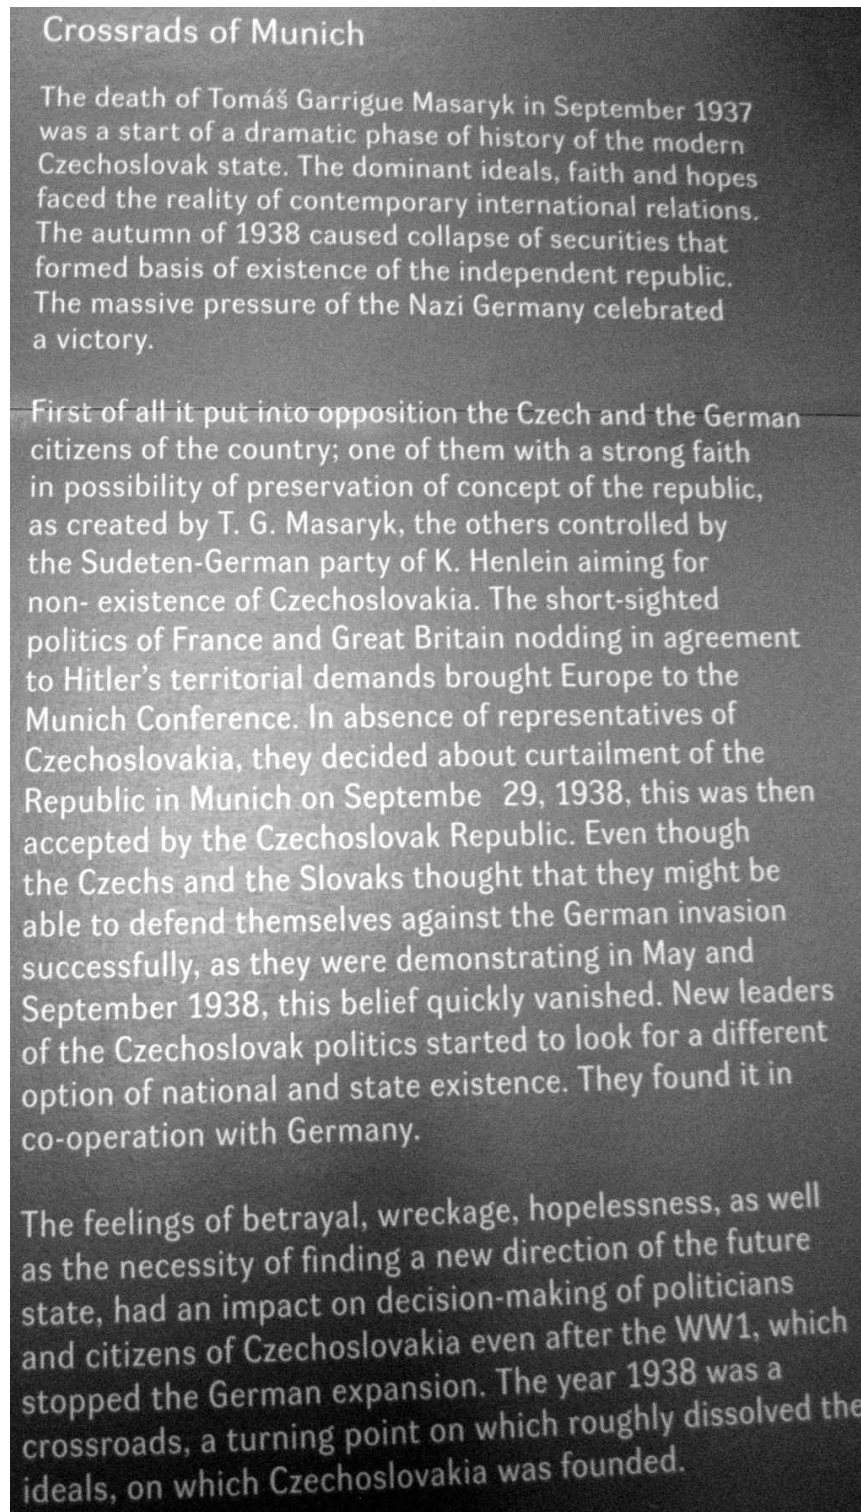 Crossrads of Munich
The death of Tomáš Garrigue Masaryk in September 1937
was a start of a dramatic phase of history of the modern
Czechoslovak state. The dominant ideals, faith and hopes
faced the reality of contemporary international relations.
The autumn of 1938 caused collapse of securities that
formed basis of existence of the independent republic.
The massive pressure of the Nazi Germany celebrated
a victory.
First of all it put into opposition the Czech and the German
citizens of the country; one of them with a strong faith
in possibility of preservation of concept of the republic,
as created by T. G. Masaryk, the others controlled by
the Sudeten-German party of K. Henlein aiming for
non- existence of Czechoslovakia. The short-sighted
politics of France and Great Britain nodding in agreement
to Hitler's territorial demands brought Europe to the
Munich Conference. In absence of representatives of
Czechoslovakia, they decided about curtailment of the
Republic in Munich on Septembe 29, 1938, this was then
accepted by the Czechoslovak Republic. Even though
the Czechs and the Slovaks thought that they might be
able to defend themselves against the German invasion
successfully, as they were demonstrating in May and
September 1938, this belief quickly vanished. New leaders
of the Czechoslovak politics started to look for a different
option of national and state existence. They found it in
co-operation with Germany.
The feelings of betrayal, wreckage, hopelessness, as well
as the necessity of finding a new direction of the future
state, had an impact on decision-making of politicians
and citizens of Czechoslovakia even after the WW1, which
stopped the German expansion. The year 1938 was a
crossroads, a turning point on which roughly dissolved the
ideals, on which Czechoslovakia was founded.